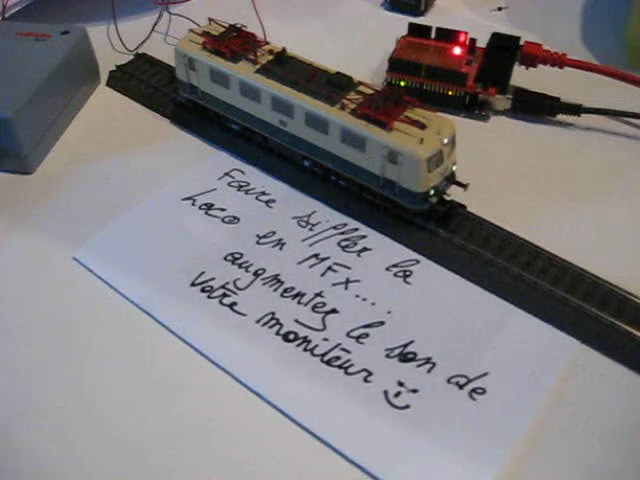 Faire siffler la
Loco en MFX...
augmentez le son de
votre moniteur